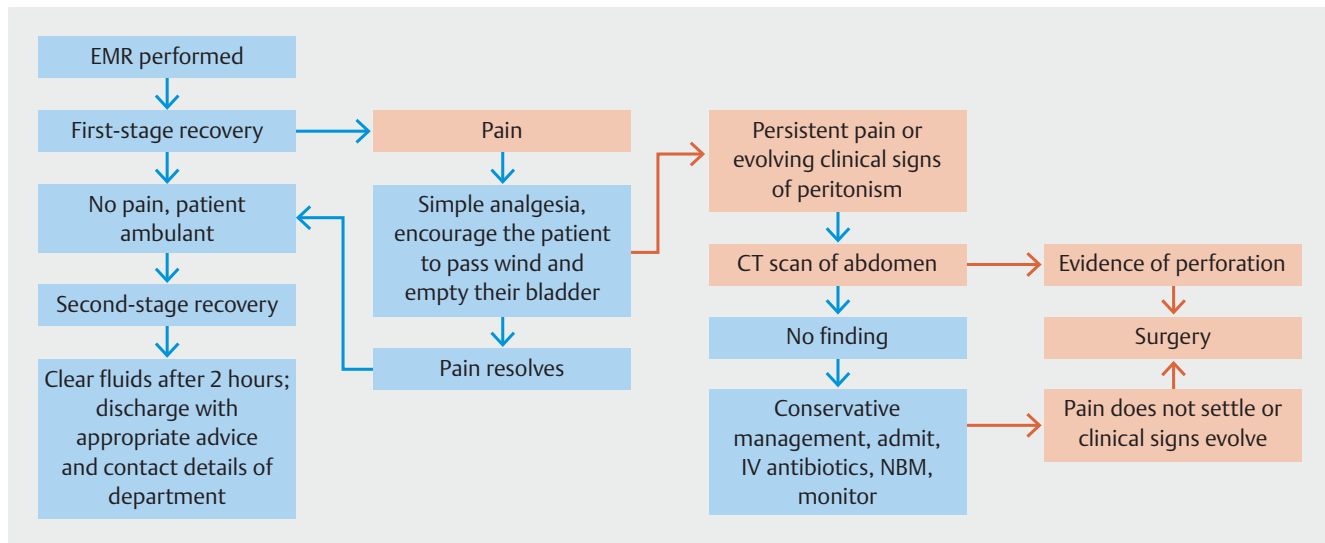 EMR performed
First-stage recovery
No pain, patient
ambulant
Second-stage recovery
Clear fluids after 2 hours;
discharge with
appropriate advice
and contact details of
department
Pain
Simple analgesia,
encourage the patient
to pass wind and
empty their bladder
Pain resolves
Persistent pain or
evolving clinical signs
of peritonism
CT scan of abdomen
No finding
Conservative
management, admit,
IV antibiotics, NBM,
monitor
Evidence of perforation
Surgery
Pain does not settle or
clinical signs evolve